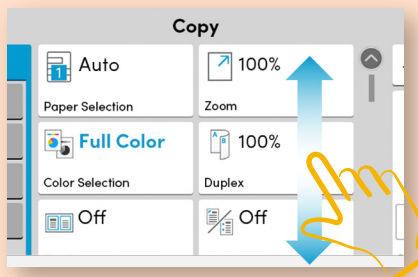 Copy
Auto
Paper Selection
100%
Zoom
Full Color
Color Selection
100%
Duplex
Off
Off